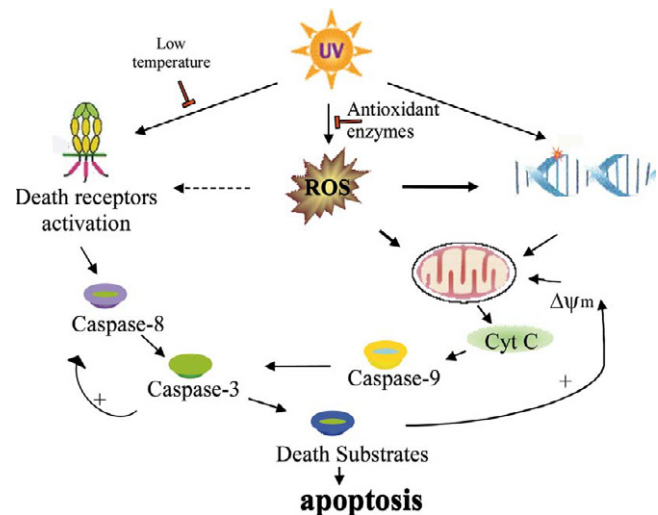 UV
Low
temperature
Antioxidant
enzymes
ROS
Death receptors
activation
Δψm
Caspase-8
Cyt C
Caspase-3
Caspase-9
+
+
Death Substrates
apoptosis